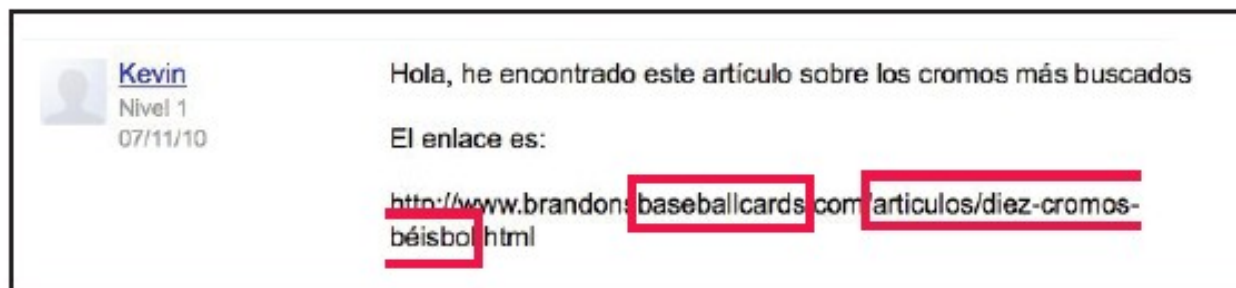 Kevin
Nivel 1
07/11/10
Hola, he encontrado este artículo sobre los cromos más buscados
El enlace es:
http://www.brandonsbaseballcards.com/articulos/diez-cromos-
béisbol.html